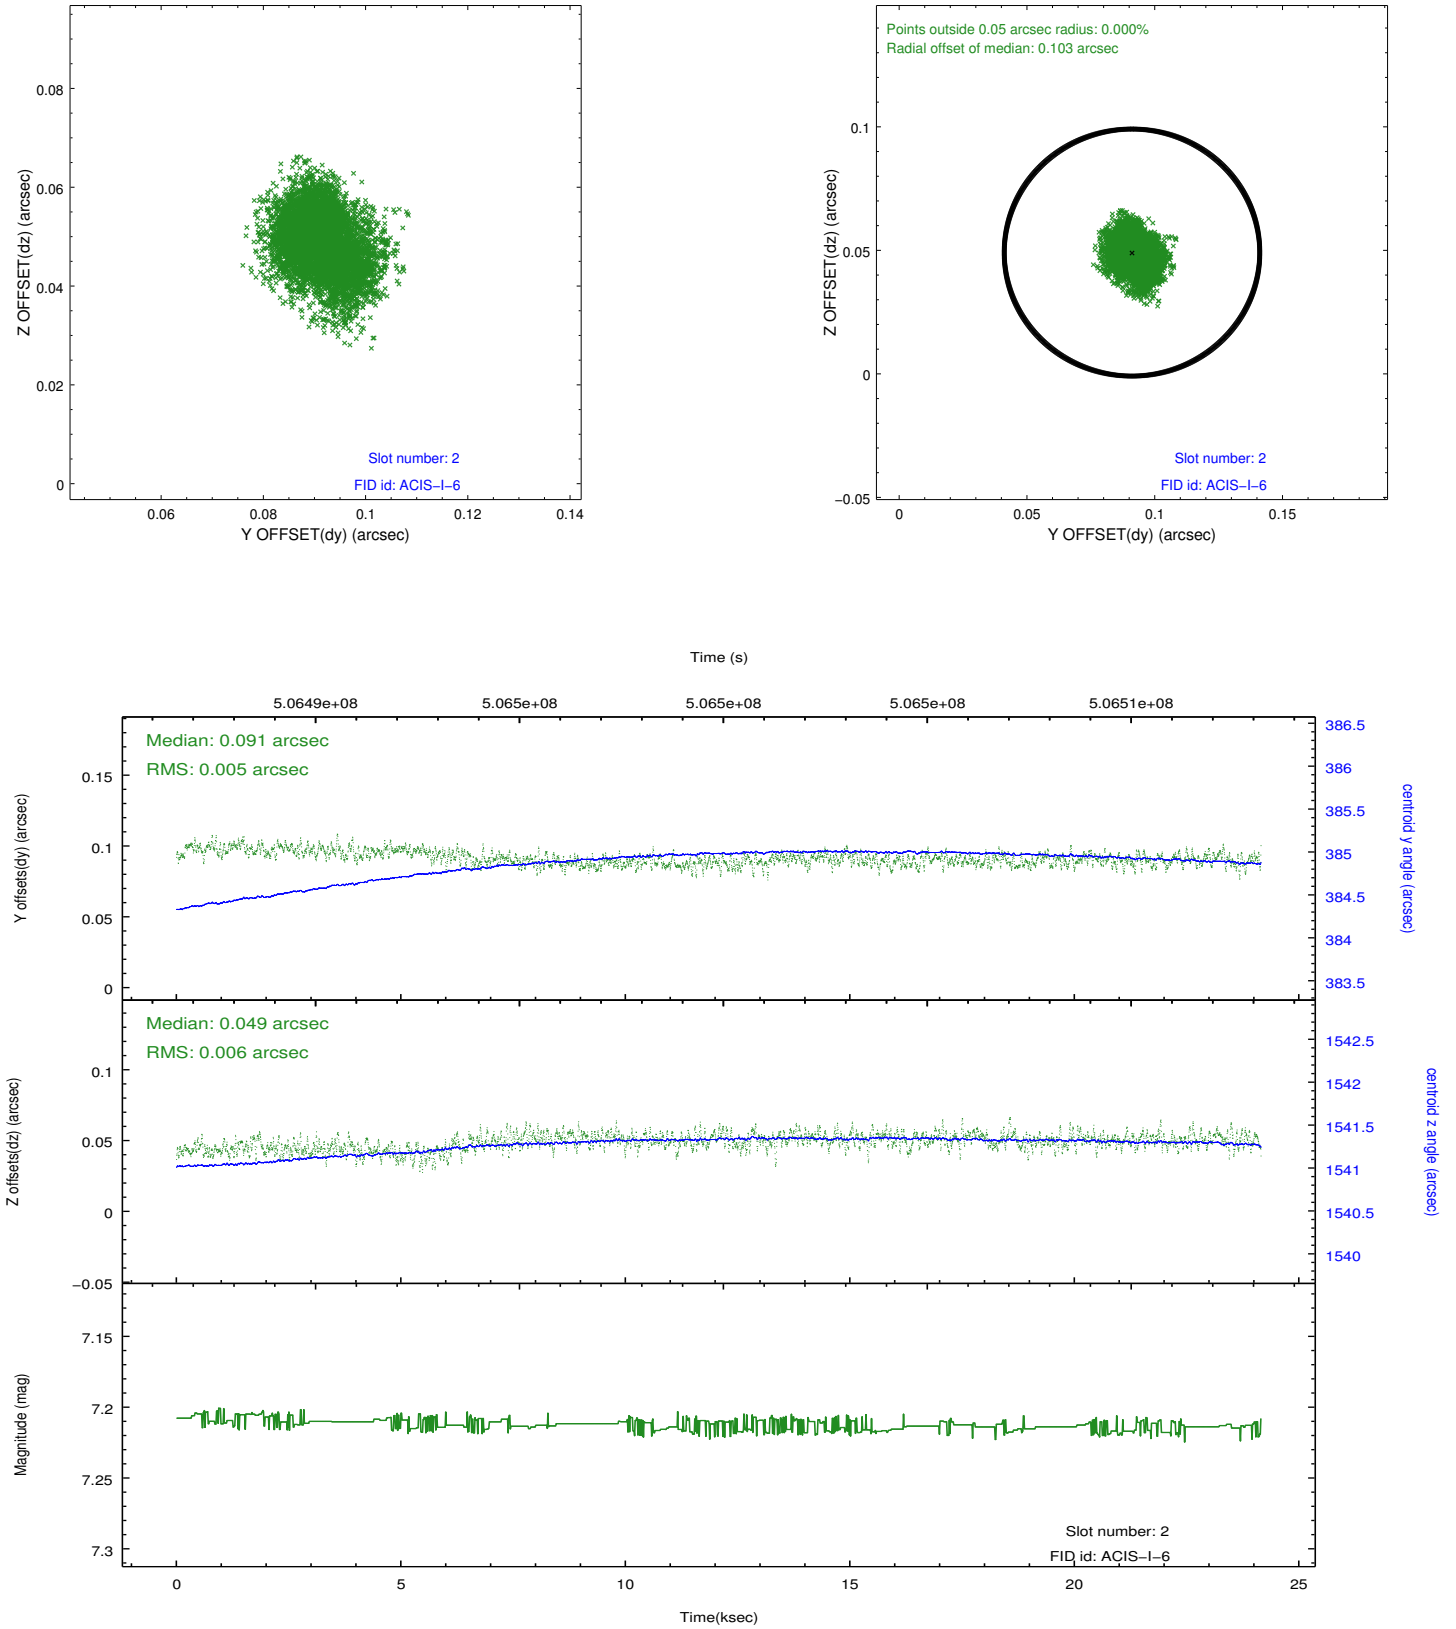 0.08
0.06
0.04
0.02
0
Z OFFSET(dz) (arcsec)
0.06
0.08
0.1
0.12
0.14
Y OFFSET(dy) (arcsec)
Slot number: 2
FID id: ACIS−I−6
Points outside 0.05 arcsec radius: 0.000%
Radial offset of median: 0.103 arcsec
0.1
0.05
0
−0.05
Z OFFSET(dz) (arcsec)
0
0.05
0.1
0.15
Y OFFSET(dy) (arcsec)
Slot number: 2
FID id: ACIS−I−6
Time (s)
5.0649e+08
5.065e+08
5.065e+08
5.065e+08
5.0651e+08
Median: 0.091 arcsec
RMS: 0.005 arcsec
0.15
0.1
0.05
0
Y offsets(dy) (arcsec)
386.5
386
385.5
385
384.5
384
383.5
centroid y angle (arcsec)
Median: 0.049 arcsec
RMS: 0.006 arcsec
0.1
0.05
0
−0.05
Z offsets(dz) (arcsec)
1542.5
1542
1541.5
1541
1540.5
1540
centroid z angle (arcsec)
7.15
7.2
7.25
7.3
Magnitude (mag)
Slot number: 2
FID id: ACIS−I−6
0
5
10
15
20
25
Time(ksec)